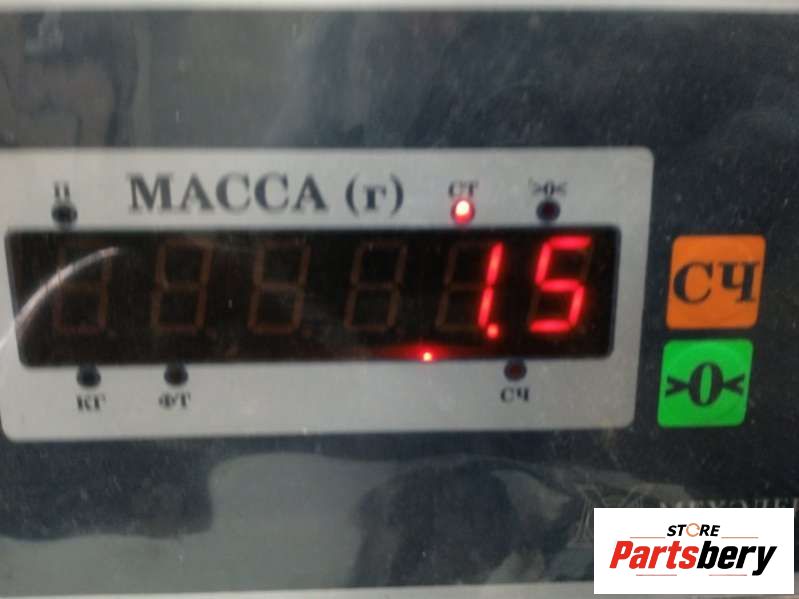 П МАССА (г) СТ >0<
1.5
КГ ФТ СЧ
СЧ
>0<
STORE
Partsbery